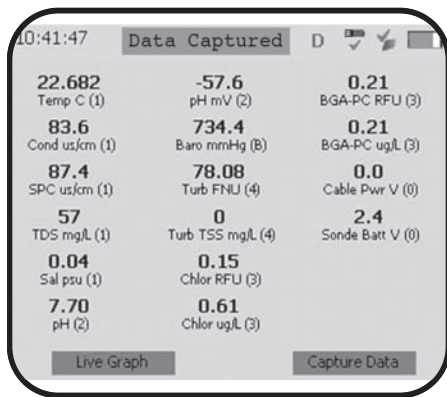 10:41:47 Data Captured D
22.682 -57.6 0.21
Temp C (1) pH mV (2) BGA-PC RFU (3)
83.6 734.4 0.21
Cond us/cm (1) Baro mmHg (B) BGA-PC ug/L (3)
87.4 78.08 0.0
SPC us/cm (1) Turb FNU (4) Cable Pwr V (0)
57 0 2.4
TDS mg/L (1) Turb TSS mg/L (4) Sonde Batt V (0)
0.04 0.15
Sal psu (1) Chlor RFU (3)
7.70 0.61
pH (2) Chlor ug/L (3)
Live Graph Capture Data